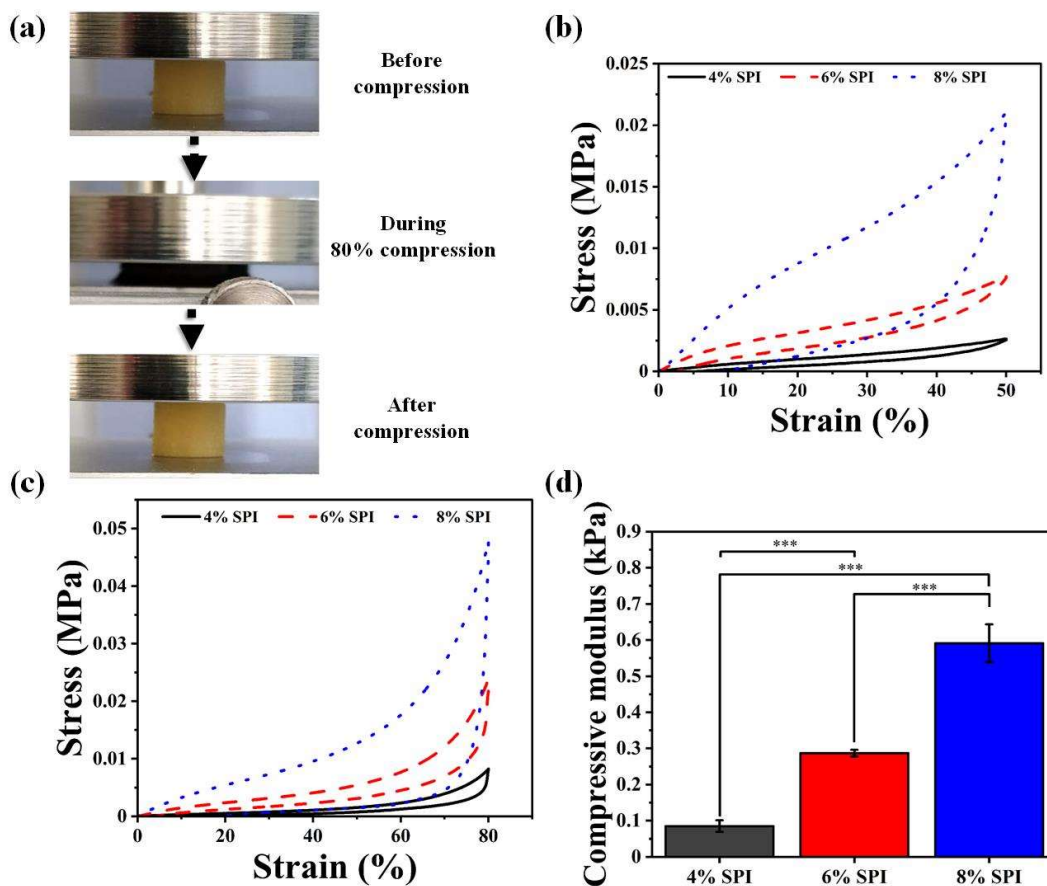 (a)
Before
compression
During
80% compression
After
compression
(b)
0.025
0.02
0.015
0.01
0.005
0
Stress (MPa)
4% SPI 6% SPI 8% SPI
0 10 20 30 40 50
Strain (%)
(c)
0.05
0.04
0.03
0.02
0.01
0
Stress (MPa)
4% SPI 6% SPI 8% SPI
0 20 40 60 80
Strain (%)
(d)
0.9
0.8
0.7
0.6
0.5
0.4
0.3
0.2
0.1
0
Compressive modulus (kPa)
***
***
***
4% SPI 6% SPI 8% SPI